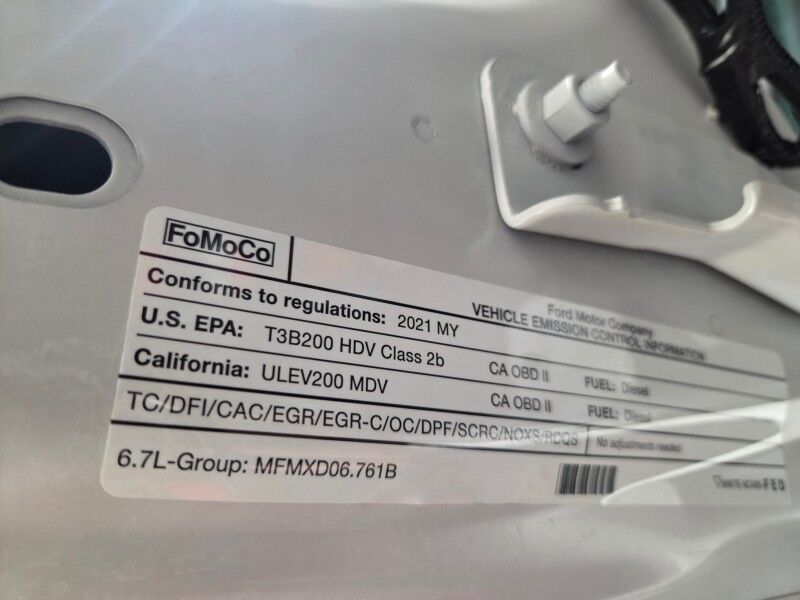 FoMoCo
Ford Motor Company
VEHICLE EMISSION CONTROL INFORMATION
Conforms to regulations: 2021 MY
U.S. EPA: T3B200 HDV Class 2b CA OBD II FUEL: Diesel
California: ULEV200 MDV CA OBD II FUEL: Diesel
TC/DFI/CAC/EGR/EGR-C/OC/DPF/SCRC/NOXS/RDQS No adjustments needed.
6.7L-Group: MFMXD06.761B